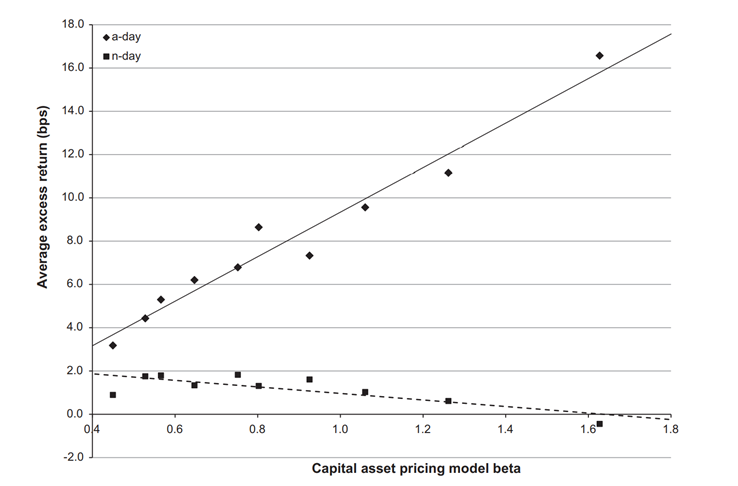 18.0
a-day
n-day
16.0
14.0
12.0
10.0
8.0
6.0
4.0
2.0
0.0
-2.0
0.4 0.6 0.8 1.0 1.2 1.4 1.6 1.8
Average excess return (bps)
Capital asset pricing model beta